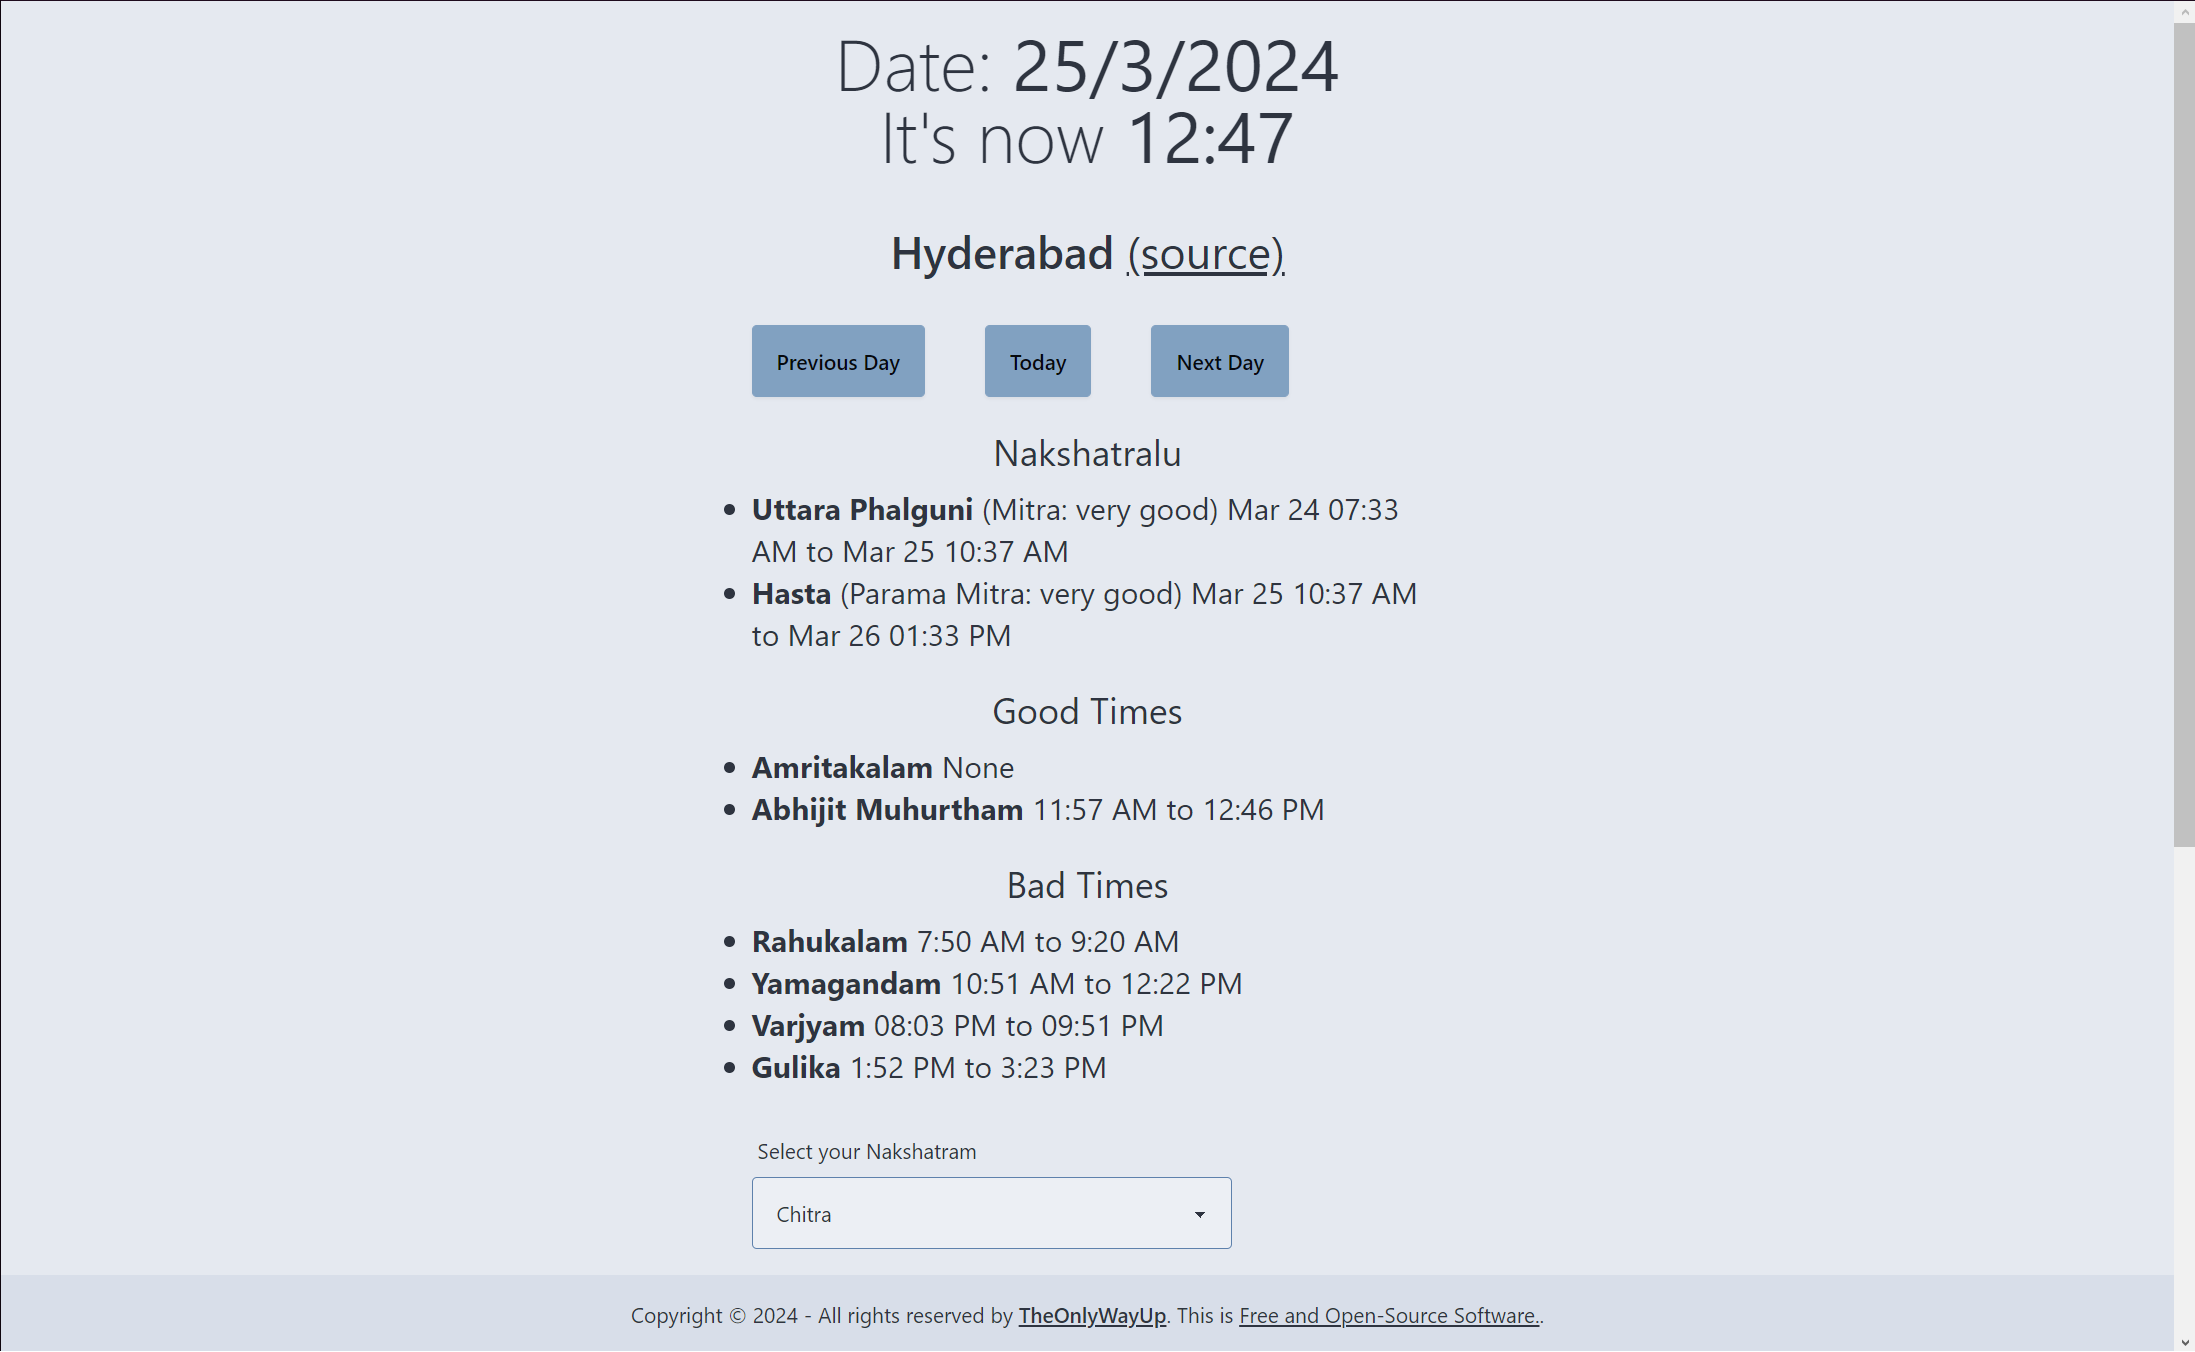 Date: 25/3/2024
It's now 12:47
Hyderabad (source)
Previous Day
Today
Next Day
Nakshatralu
Uttara Phalguni (Mitra: very good) Mar 24 07:33
AM to Mar 25 10:37 AM
Hasta (Parama Mitra: very good) Mar 25 10:37 AM
to Mar 26 01:33 PM
Good Times
Amritakalam None
Abhijit Muhurtham 11:57 AM to 12:46 PM
Bad Times
Rahukalam 7:50 AM to 9:20 AM
Yamagandam 10:51 AM to 12:22 PM
Varjyam 08:03 PM to 09:51 PM
Gulika 1:52 PM to 3:23 PM
Select your Nakshatram
Chitra
Copyright © 2024 - All rights reserved by TheOnlyWayUp. This is Free and Open-Source Software..